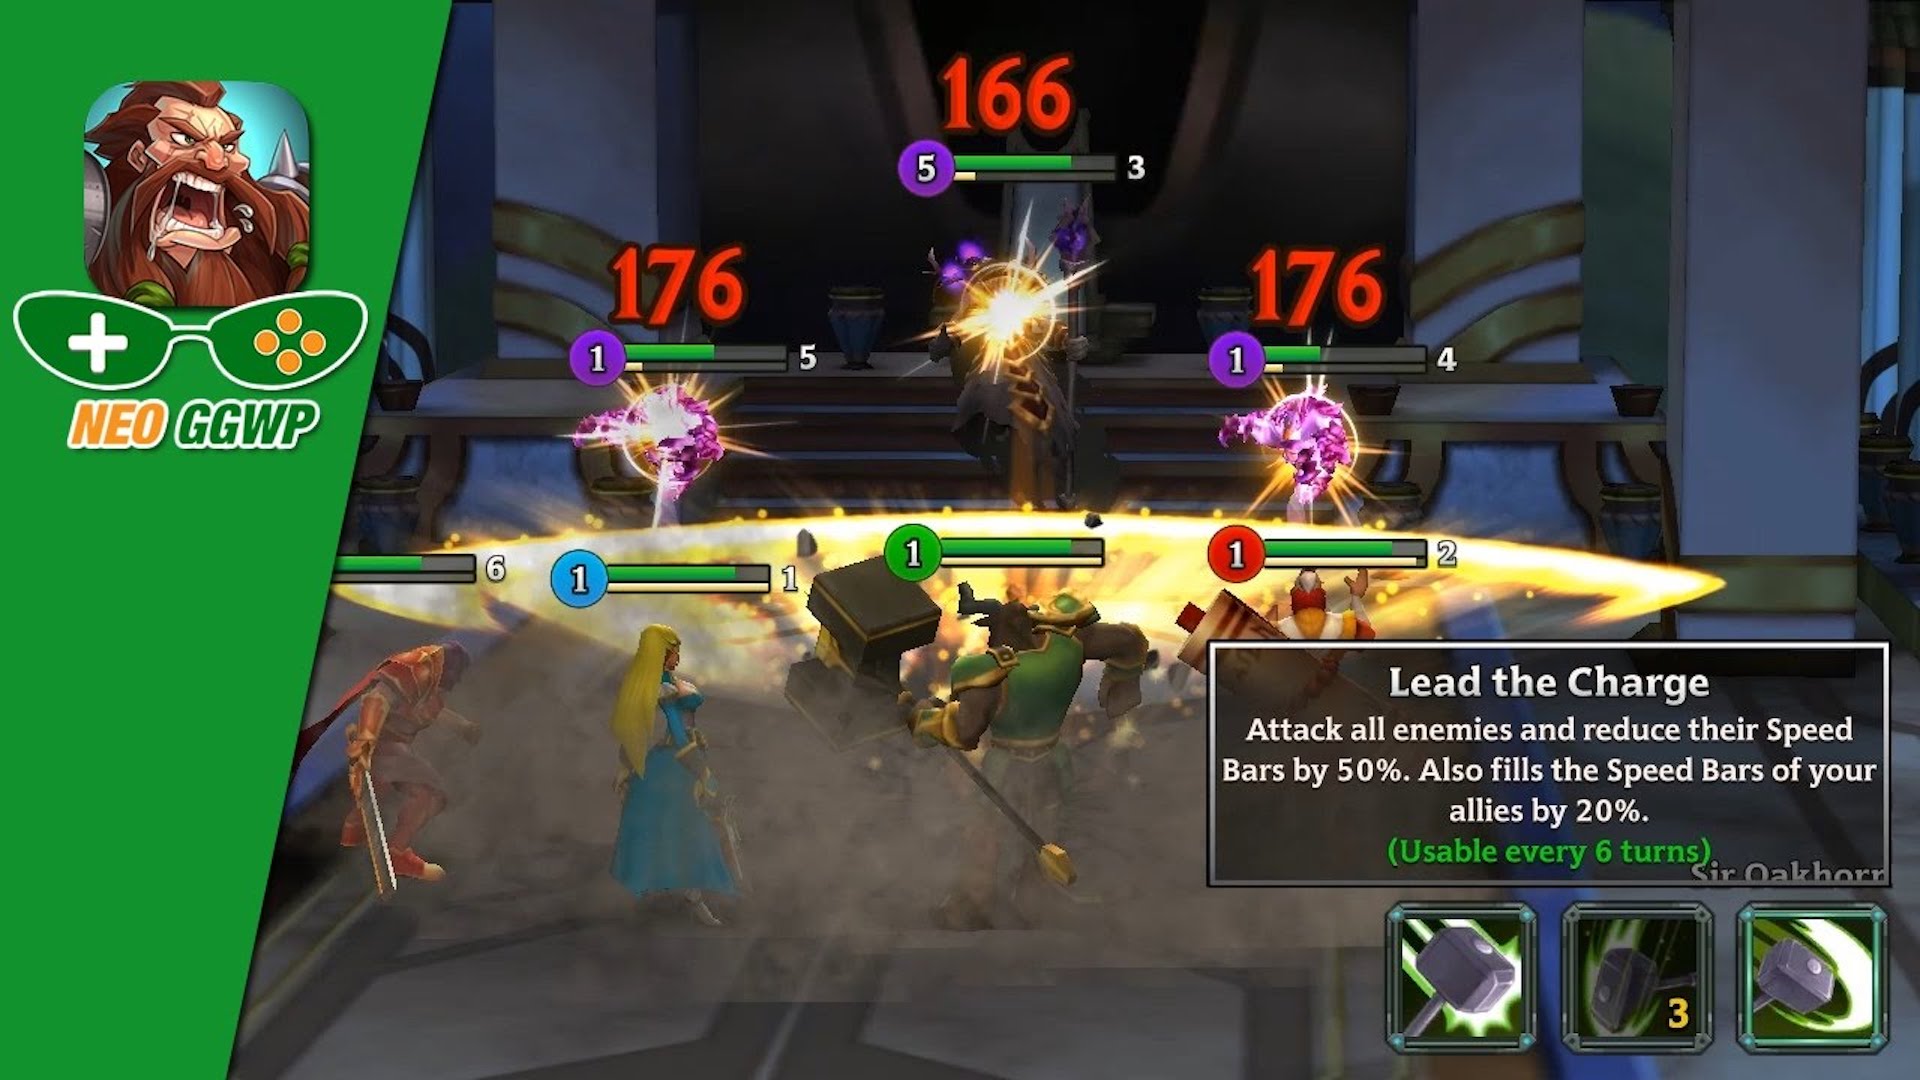 166
5 3
176
176
1 5
1 4
NEO GGWP
6
1 1
1
1 2
Lead the Charge
Attack all enemies and reduce their Speed
Bars by 50%. Also fills the Speed Bars of your
allies by 20%.
(Usable every 6 turns)
Sir Oakhorn
3